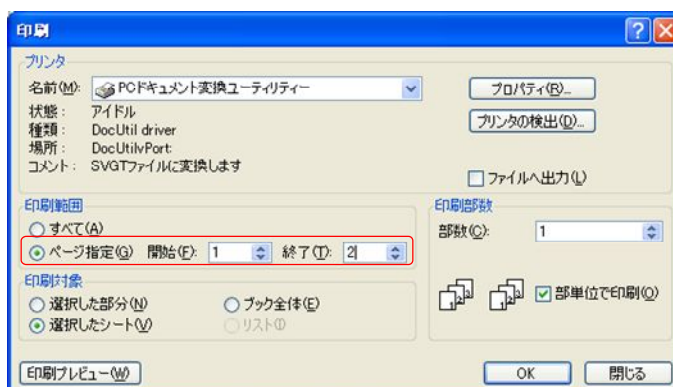 印刷
プリンタ
名前(M): PCドキュメント変換ユーティリティー プロパティ(R)...
状態: アイドル プリンタの検出(D)...
種類: DocUtil driver
場所: DocUtilvPort:
コメント: SVGTファイルに変換します
ファイルへ出力(L)
印刷範囲
すべて(A)
ページ指定(G) 開始(F): 1 終了(T): 2
印刷部数
部数(C): 1
部単位で印刷(O)
印刷対象
選択した部分(N) ブック全体(E)
選択したシート(V) リスト(I)
印刷プレビュー(W) OK 閉じる